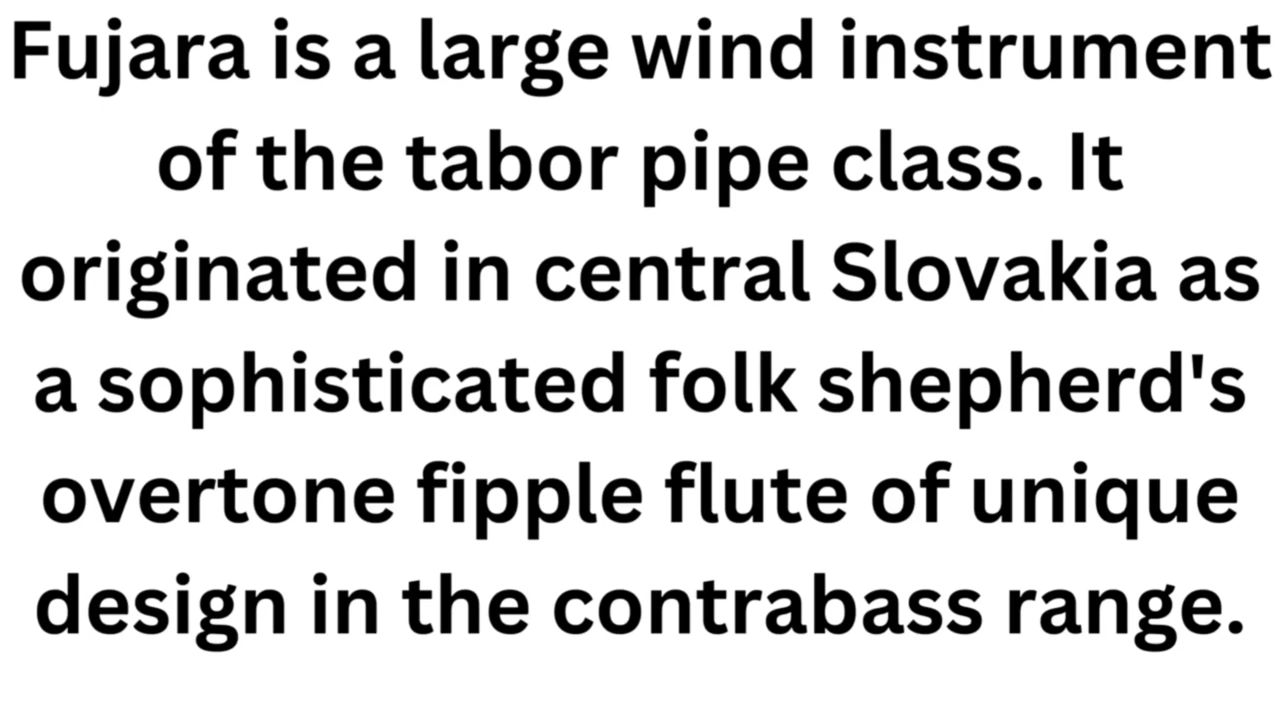 Fujara is a large wind instrument
of the tabor pipe class. It
originated in central Slovakia as
a sophisticated folk shepherd's
overtone fipple flute of unique
design in the contrabass range.